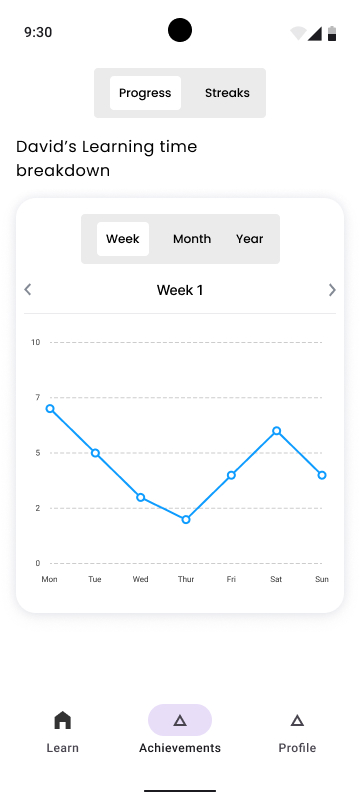 9:30
Progress Streaks
David’s Learning time
breakdown
Week Month Year
Week 1
10
7
5
2
0
Mon Tue Wed Thur Fri Sat Sun
Learn Achievements Profile